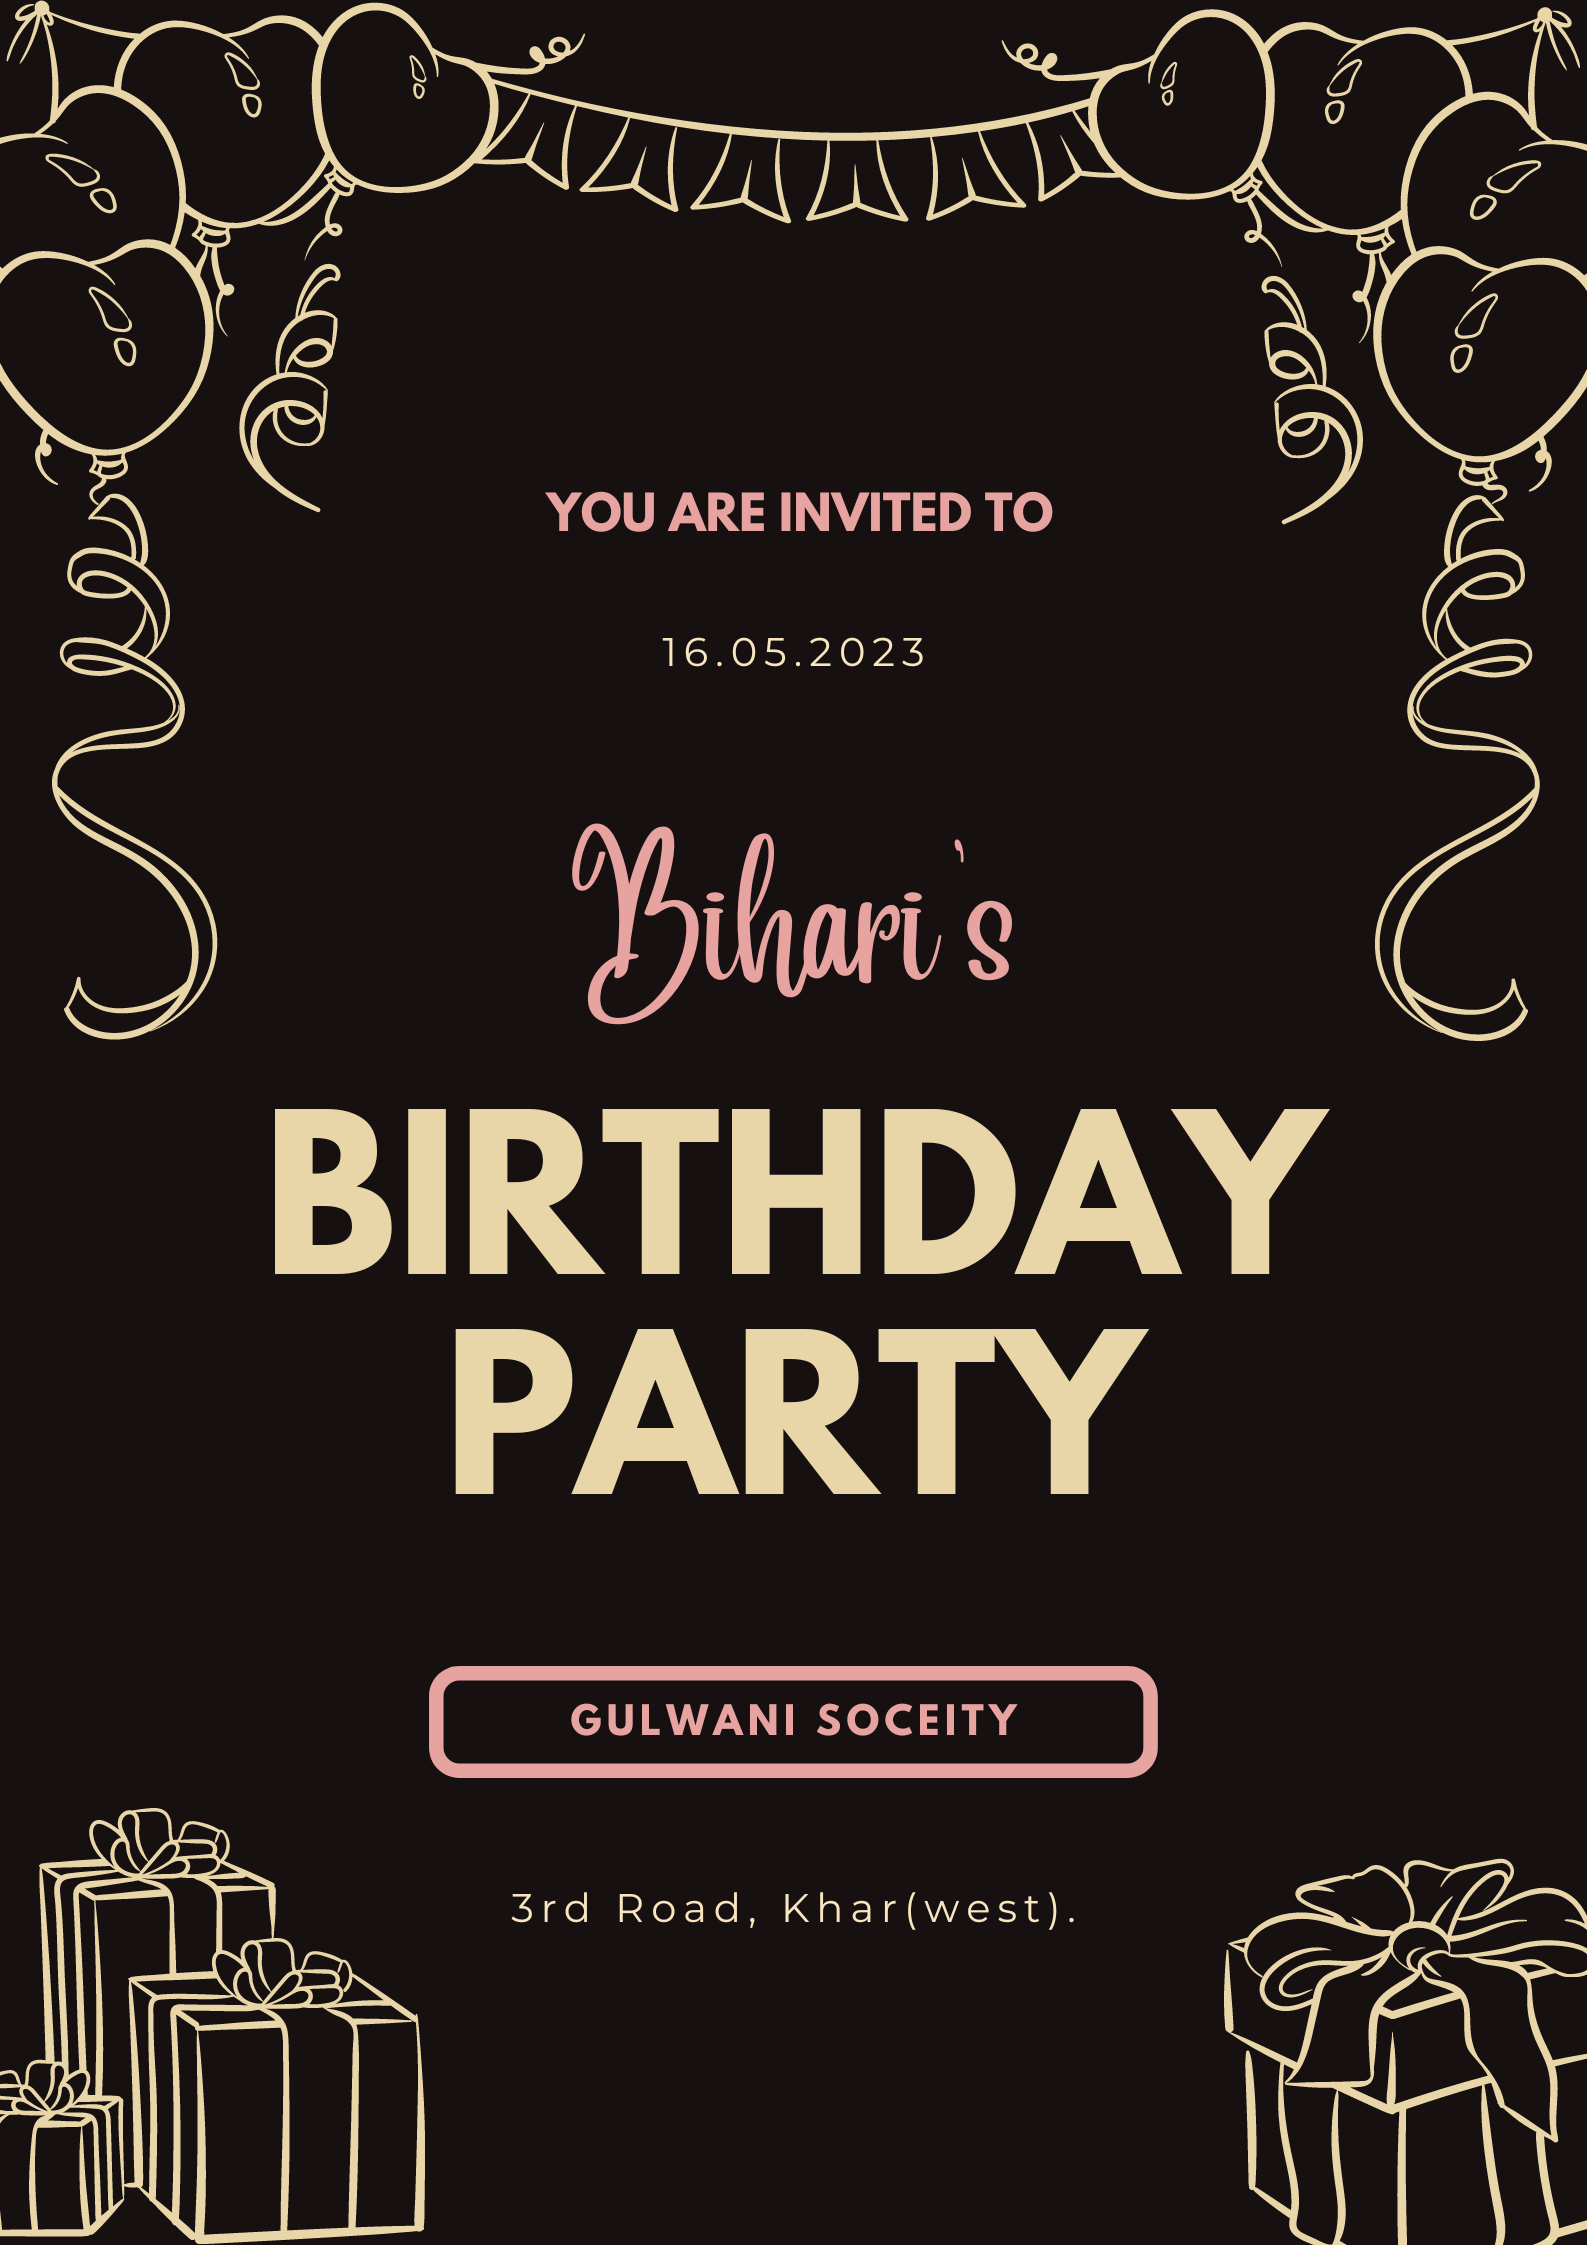 YOU ARE INVITED TO
16.05.2023
Bihari's
BIRTHDAY
PARTY
GULWANI SOCEITY
3rd Road, Khar(west).